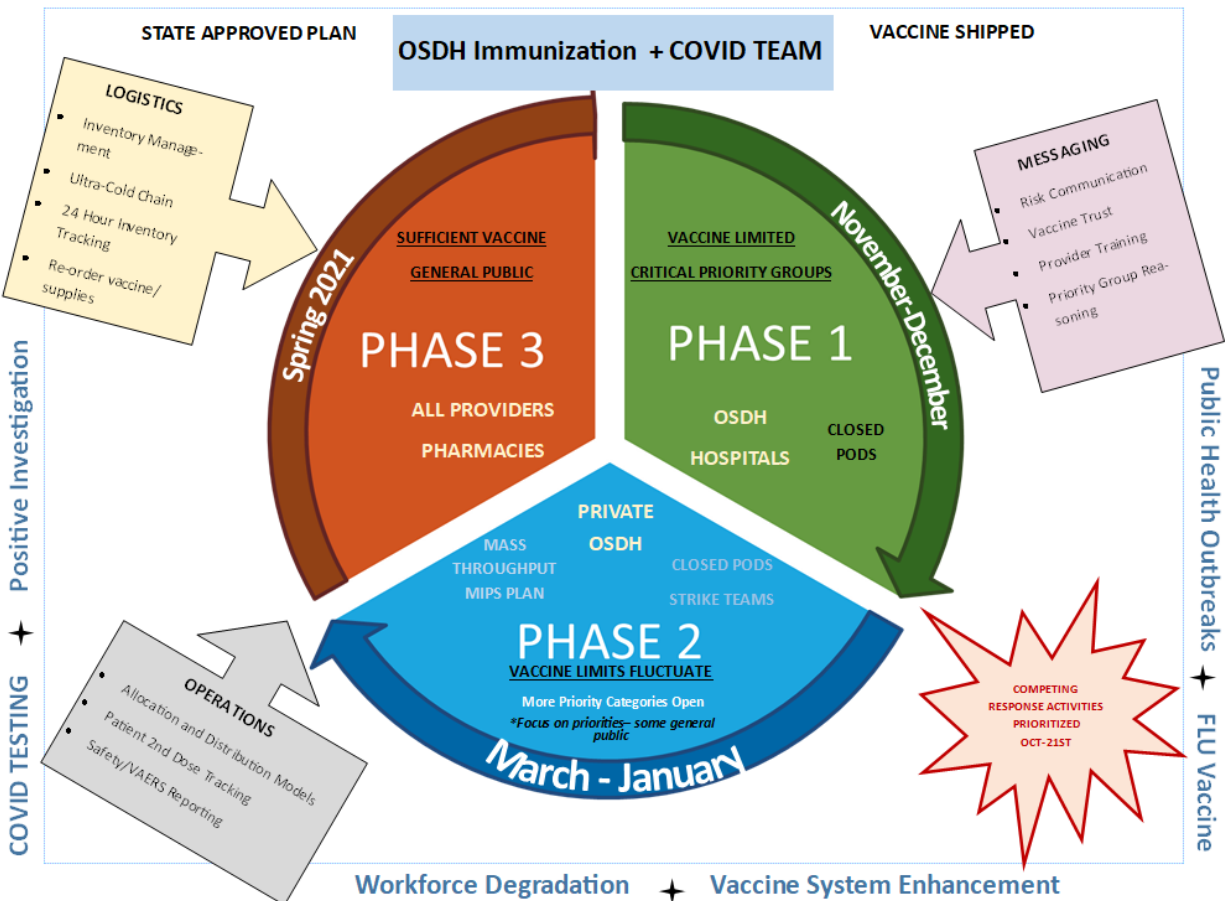 STATE APPROVED PLAN
OSDH Immunization + COVID TEAM
VACCINE SHIPPED
LOGISTICS
Inventory Manage-
ment
Ultra-Cold Chain
24 Hour Inventory
Tracking
Re-order vaccine/
supplies
MESSAGING
Risk Communication
Vaccine Trust
Provider Training
Priority Group Rea-
soning
Spring 2021
SUFFICIENT VACCINE
GENERAL PUBLIC
PHASE 3
ALL PROVIDERS
PHARMACIES
November-December
VACCINE LIMITED
CRITICAL PRIORITY GROUPS
PHASE 1
OSDH
HOSPITALS
CLOSED
PODS
PRIVATE
OSDH
MASS
THROUGHPUT
MIPS PLAN
CLOSED PODS
STRIKE TEAMS
PHASE 2
VACCINE LIMITS FLUCTUATE
More Priority Categories Open
*Focus on priorities– some general
public
March - January
OPERATIONS
Allocation and Distribution Models
Patient 2nd Dose Tracking
Safety/VAERS Reporting
COMPETING
RESPONSE ACTIVITIES
PRIORITIZED
OCT-21ST
COVID TESTING ✦ Positive Investigation
Public Health Outbreaks ✦ FLU Vaccine
Workforce Degradation ✦ Vaccine System Enhancement